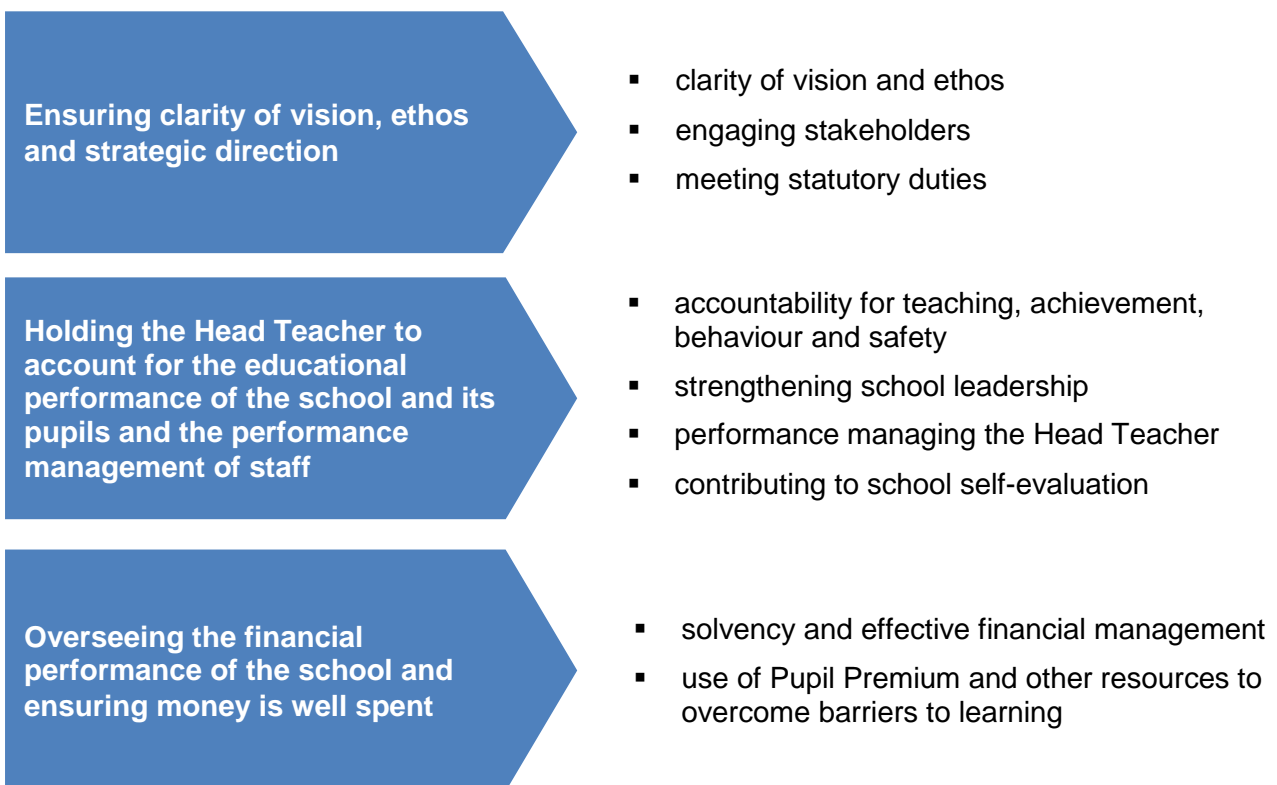 Ensuring clarity of vision, ethos
and strategic direction
▪ clarity of vision and ethos
▪ engaging stakeholders
▪ meeting statutory duties
Holding the Head Teacher to
account for the educational
performance of the school and its
pupils and the performance
management of staff
▪ accountability for teaching, achievement,
behaviour and safety
▪ strengthening school leadership
▪ performance managing the Head Teacher
▪ contributing to school self-evaluation
Overseeing the financial
performance of the school and
ensuring money is well spent
▪ solvency and effective financial management
▪ use of Pupil Premium and other resources to
overcome barriers to learning